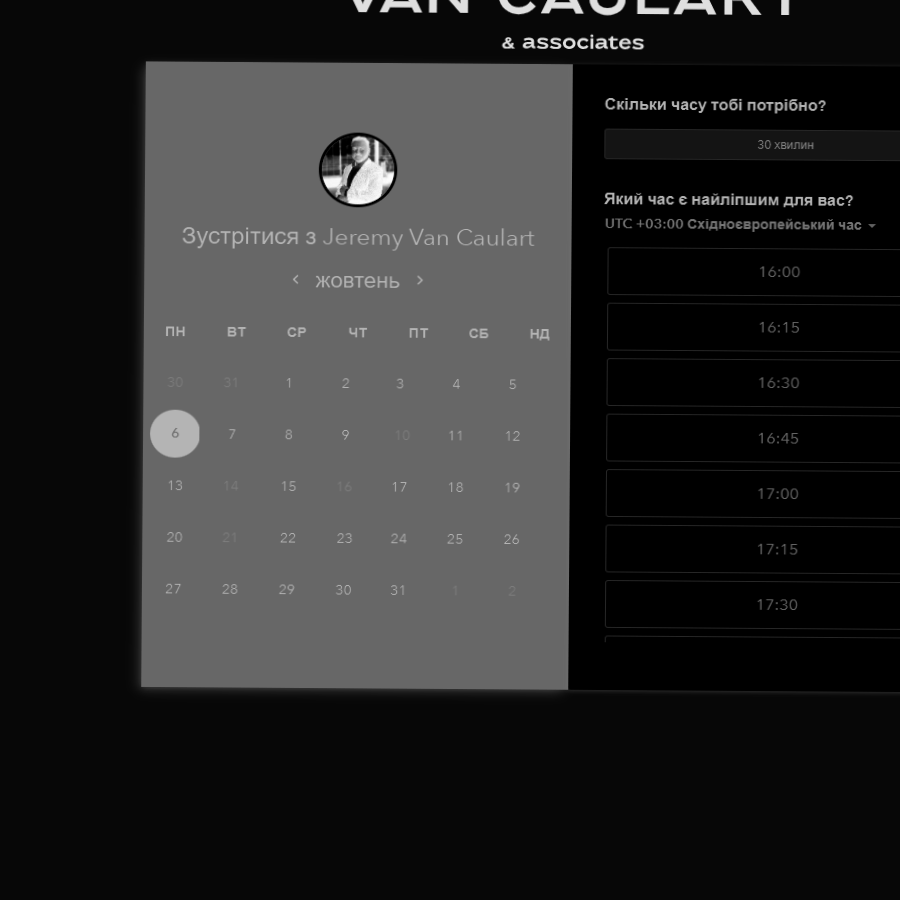 VAN CAULART
& associates
Зустрітися з Jeremy Van Caulart
жовтень
ПН ВТ СР ЧТ ПТ СБ НД
30 31 1 2 3 4 5
6 7 8 9 10 11 12
13 14 15 16 17 18 19
20 21 22 23 24 25 26
27 28 29 30 31 1 2
Скільки часу тобі потрібно?
30 хвилин
Який час є найліпшим для вас?
UTC +03:00 Східноєвропейський час
16:00
16:15
16:30
16:45
17:00
17:15
17:30